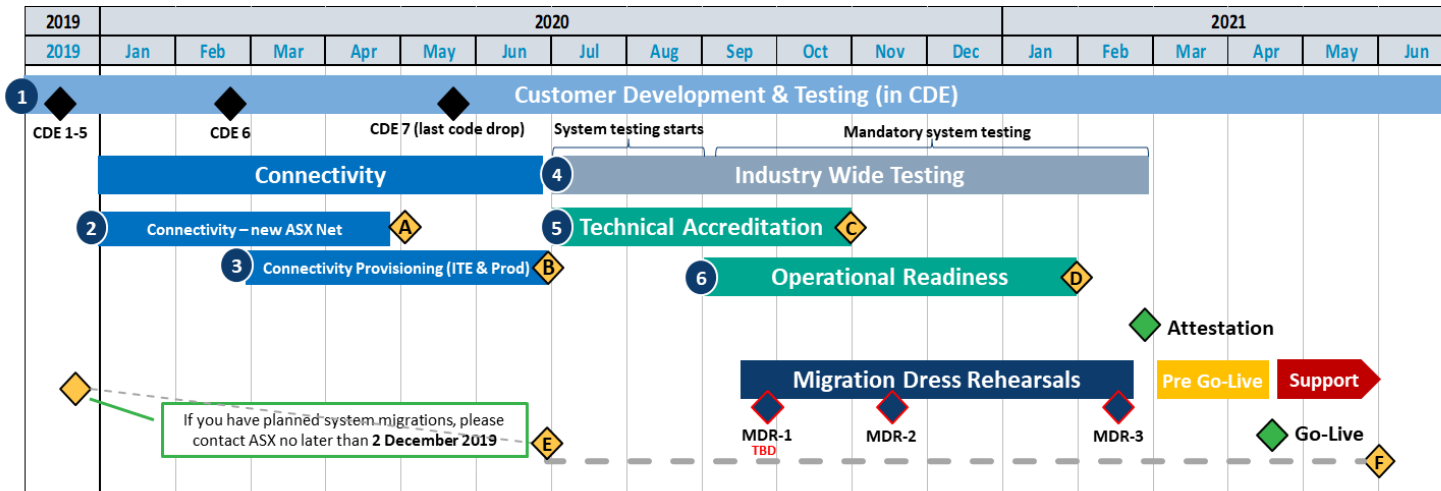 2019 2020 2021
2019 Jan Feb Mar Apr May Jun Jul Aug Sep Oct Nov Dec Jan Feb Mar Apr May Jun
1 Customer Development & Testing (in CDE)
CDE 1-5 CDE 6 CDE 7 (last code drop) System testing starts Mandatory system testing
Connectivity 4 Industry Wide Testing
2 Connectivity – new ASX Net A 5 Technical Accreditation C
3 Connectivity Provisioning (ITE & Prod) B 6 Operational Readiness D
Attestation
Migration Dress Rehearsals Pre Go-Live Support
If you have planned system migrations, please
contact ASX no later than 2 December 2019
E MDR-1 MDR-2 MDR-3 Go-Live
TBD
F